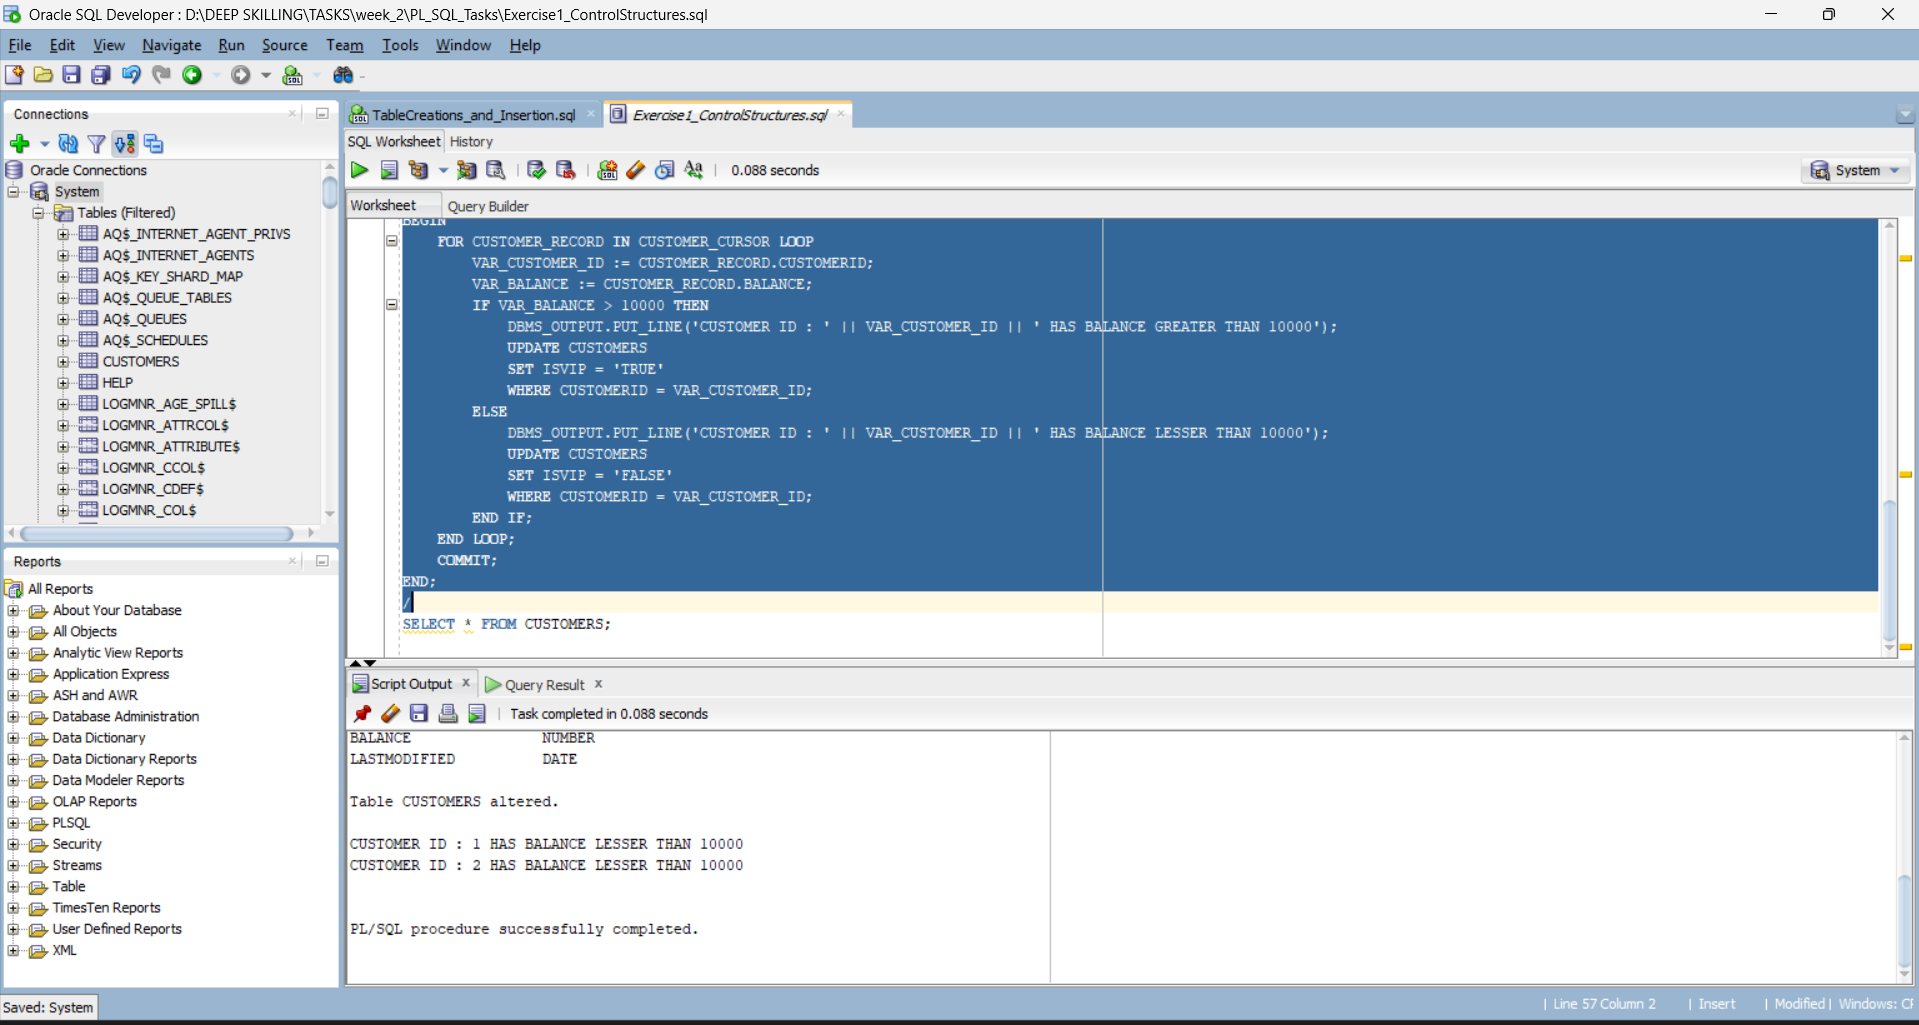 Oracle SQL Developer : D:\DEEP SKILLING\TASKS\week_2\PL_SQL_Tasks\Exercise1_ControlStructures.sql
File Edit View Navigate Run Source Team Tools Window Help
Connections
Oracle Connections
System
Tables (Filtered)
AQ$_INTERNET_AGENT_PRIVS
AQ$_INTERNET_AGENTS
AQ$_KEY_SHARD_MAP
AQ$_QUEUE_TABLES
AQ$_QUEUES
AQ$_SCHEDULES
CUSTOMERS
HELP
LOGMNR_AGE_SPILL$
LOGMNR_ATTRCOL$
LOGMNR_ATTRIBUTE$
LOGMNR_CCOL$
LOGMNR_CDEF$
LOGMNR_COL$
Reports
All Reports
About Your Database
All Objects
Analytic View Reports
Application Express
ASH and AWR
Database Administration
Data Dictionary
Data Dictionary Reports
Data Modeler Reports
OLAP Reports
PLSQL
Security
Streams
Table
TimesTen Reports
User Defined Reports
XML
TableCreations_and_Insertion.sql
Exercise1_ControlStructures.sql
SQL Worksheet History
0.088 seconds
System
Worksheet Query Builder
BEGIN
FOR CUSTOMER_RECORD IN CUSTOMER_CURSOR LOOP
VAR_CUSTOMER_ID := CUSTOMER_RECORD.CUSTOMERID;
VAR_BALANCE := CUSTOMER_RECORD.BALANCE;
IF VAR_BALANCE > 10000 THEN
DBMS_OUTPUT.PUT_LINE('CUSTOMER ID : ' || VAR_CUSTOMER_ID || ' HAS BALANCE GREATER THAN 10000');
UPDATE CUSTOMERS
SET ISVIP = 'TRUE'
WHERE CUSTOMERID = VAR_CUSTOMER_ID;
ELSE
DBMS_OUTPUT.PUT_LINE('CUSTOMER ID : ' || VAR_CUSTOMER_ID || ' HAS BALANCE LESSER THAN 10000');
UPDATE CUSTOMERS
SET ISVIP = 'FALSE'
WHERE CUSTOMERID = VAR_CUSTOMER_ID;
END IF;
END LOOP;
COMMIT;
END;
/
SELECT * FROM CUSTOMERS;
Script Output Query Result
Task completed in 0.088 seconds
BALANCE NUMBER
LASTMODIFIED DATE
Table CUSTOMERS altered.
CUSTOMER ID : 1 HAS BALANCE LESSER THAN 10000
CUSTOMER ID : 2 HAS BALANCE LESSER THAN 10000
PL/SQL procedure successfully completed.
Saved: System
| Line 57 Column 2 | Insert | Modified | Windows: